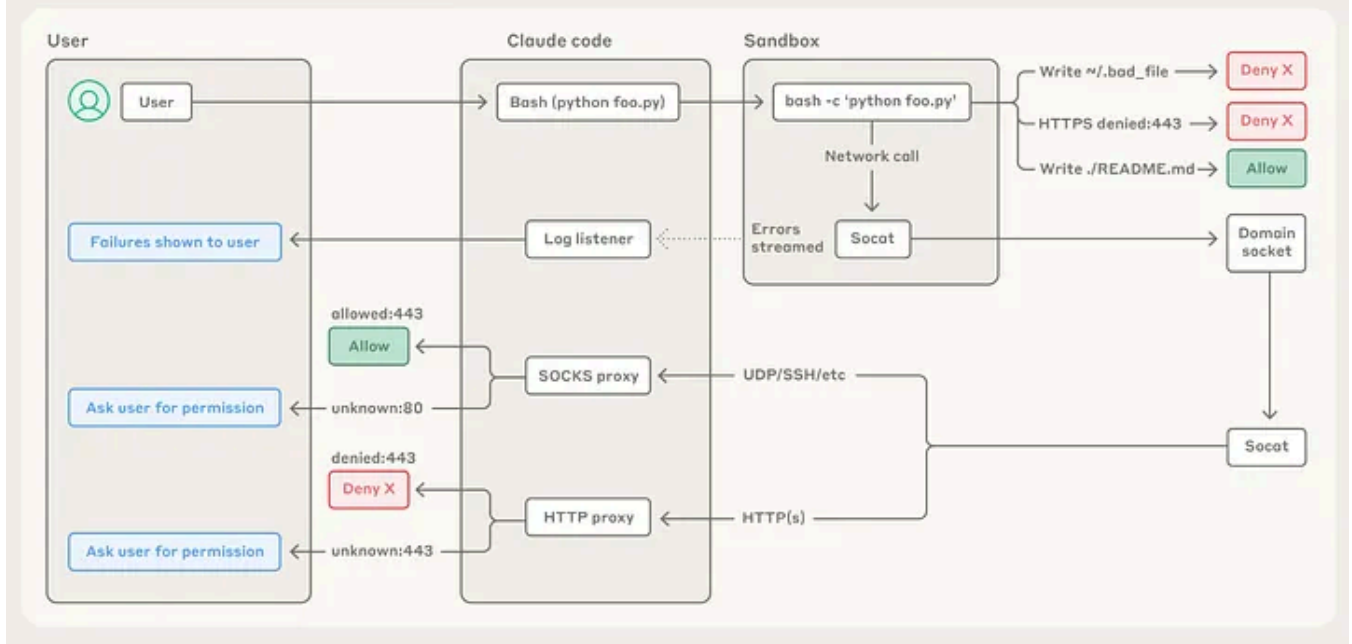 User
Claude code
Sandbox
User
Bash (python foo.py)
bash -c ‘python foo.py’
Write ~/.bad_file
Deny X
HTTPS denied:443
Deny X
Write ./README.md
Allow
Network call
Failures shown to user
Log listener
Errors
streamed
Socat
Domain
socket
allowed:443
Allow
SOCKS proxy
UDP/SSH/etc
Ask user for permission
unknown:80
Socat
denied:443
Deny X
HTTP proxy
HTTP(s)
Ask user for permission
unknown:443